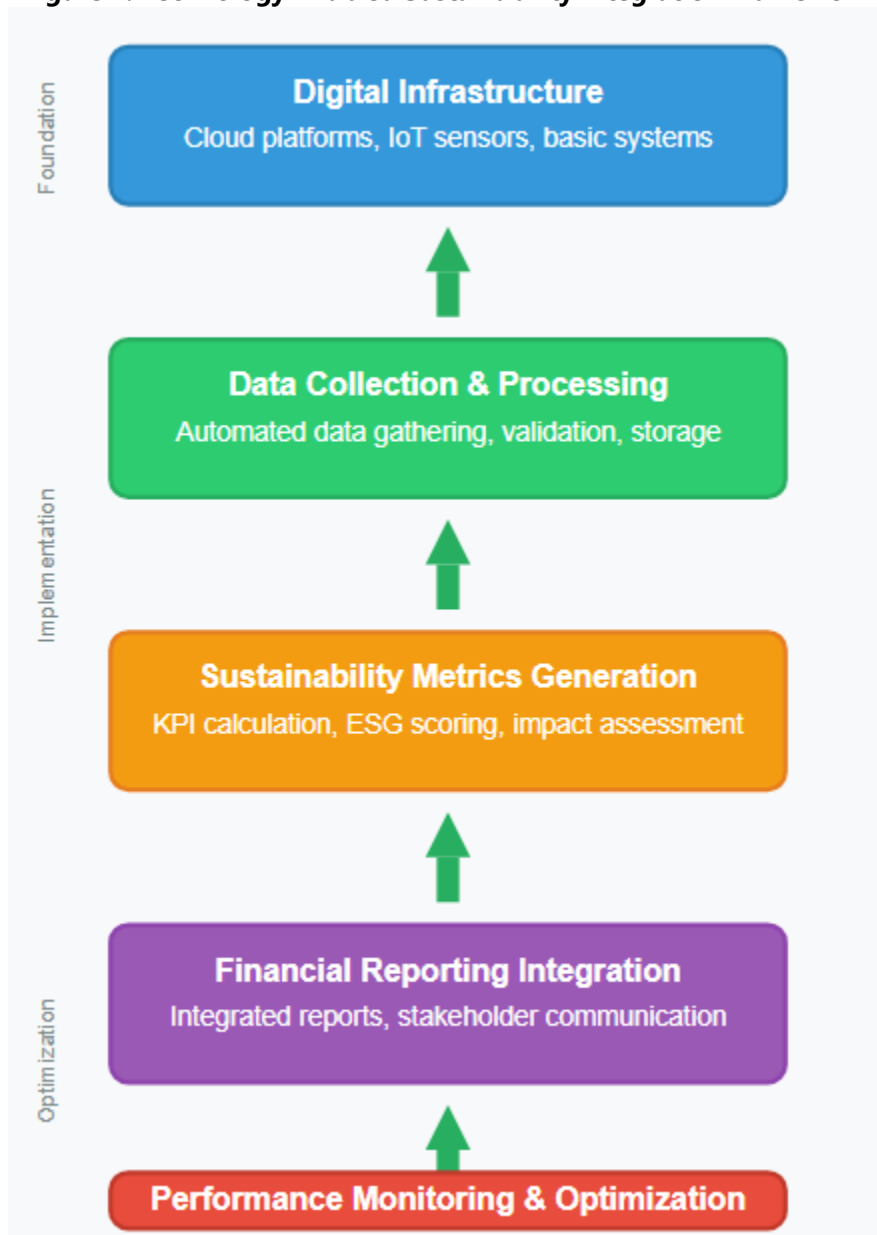 Foundation
Digital Infrastructure
Cloud platforms, IoT sensors, basic systems
Data Collection & Processing
Automated data gathering, validation, storage
Implementation
Sustainability Metrics Generation
KPI calculation, ESG scoring, impact assessment
Financial Reporting Integration
Integrated reports, stakeholder communication
Optimization
Performance Monitoring & Optimization